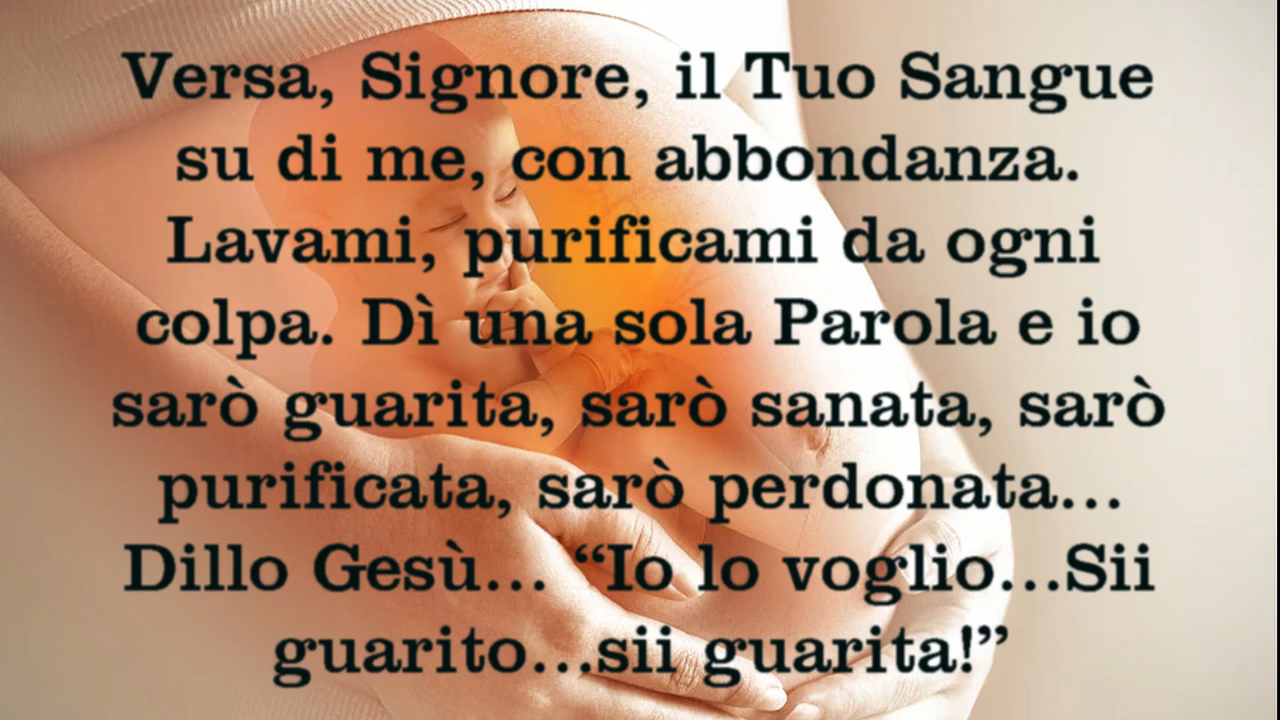 Versa, Signore, il Tuo Sangue
su di me, con abbondanza.
Lavami, purificami da ogni
colpa. Dì una sola Parola e io
sarò guarita, sarò sanata, sarò
purificata, sarò perdonata...
Dillo Gesù... “Io lo voglio...Sii
guarito...sii guarita!”